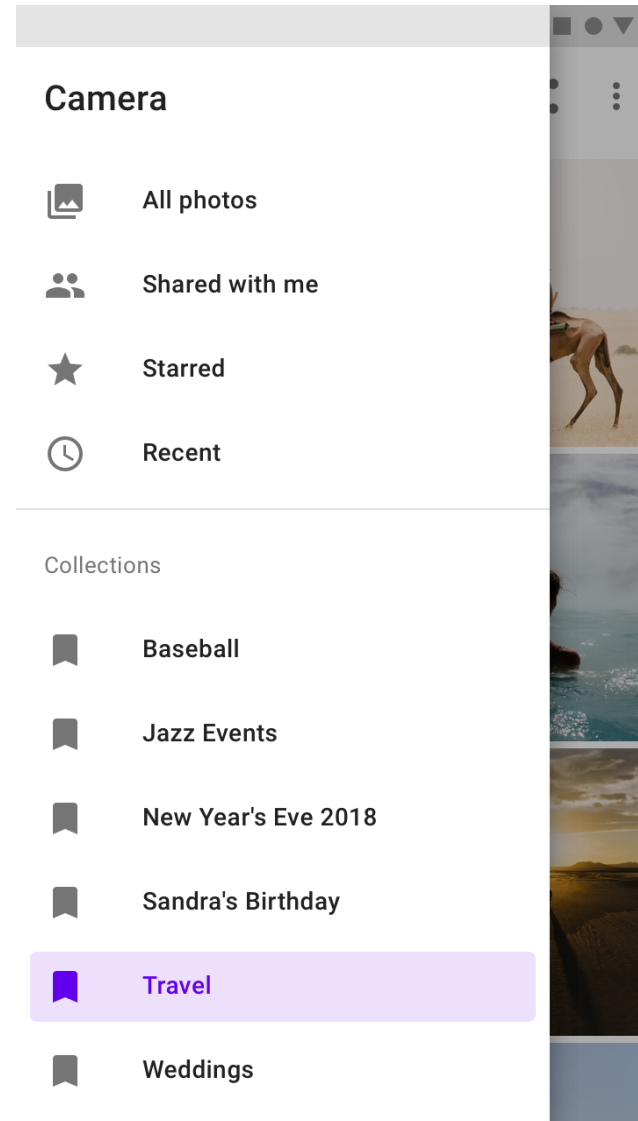 Camera
All photos
Shared with me
Starred
Recent
Collections
Baseball
Jazz Events
New Year's Eve 2018
Sandra's Birthday
Travel
Weddings